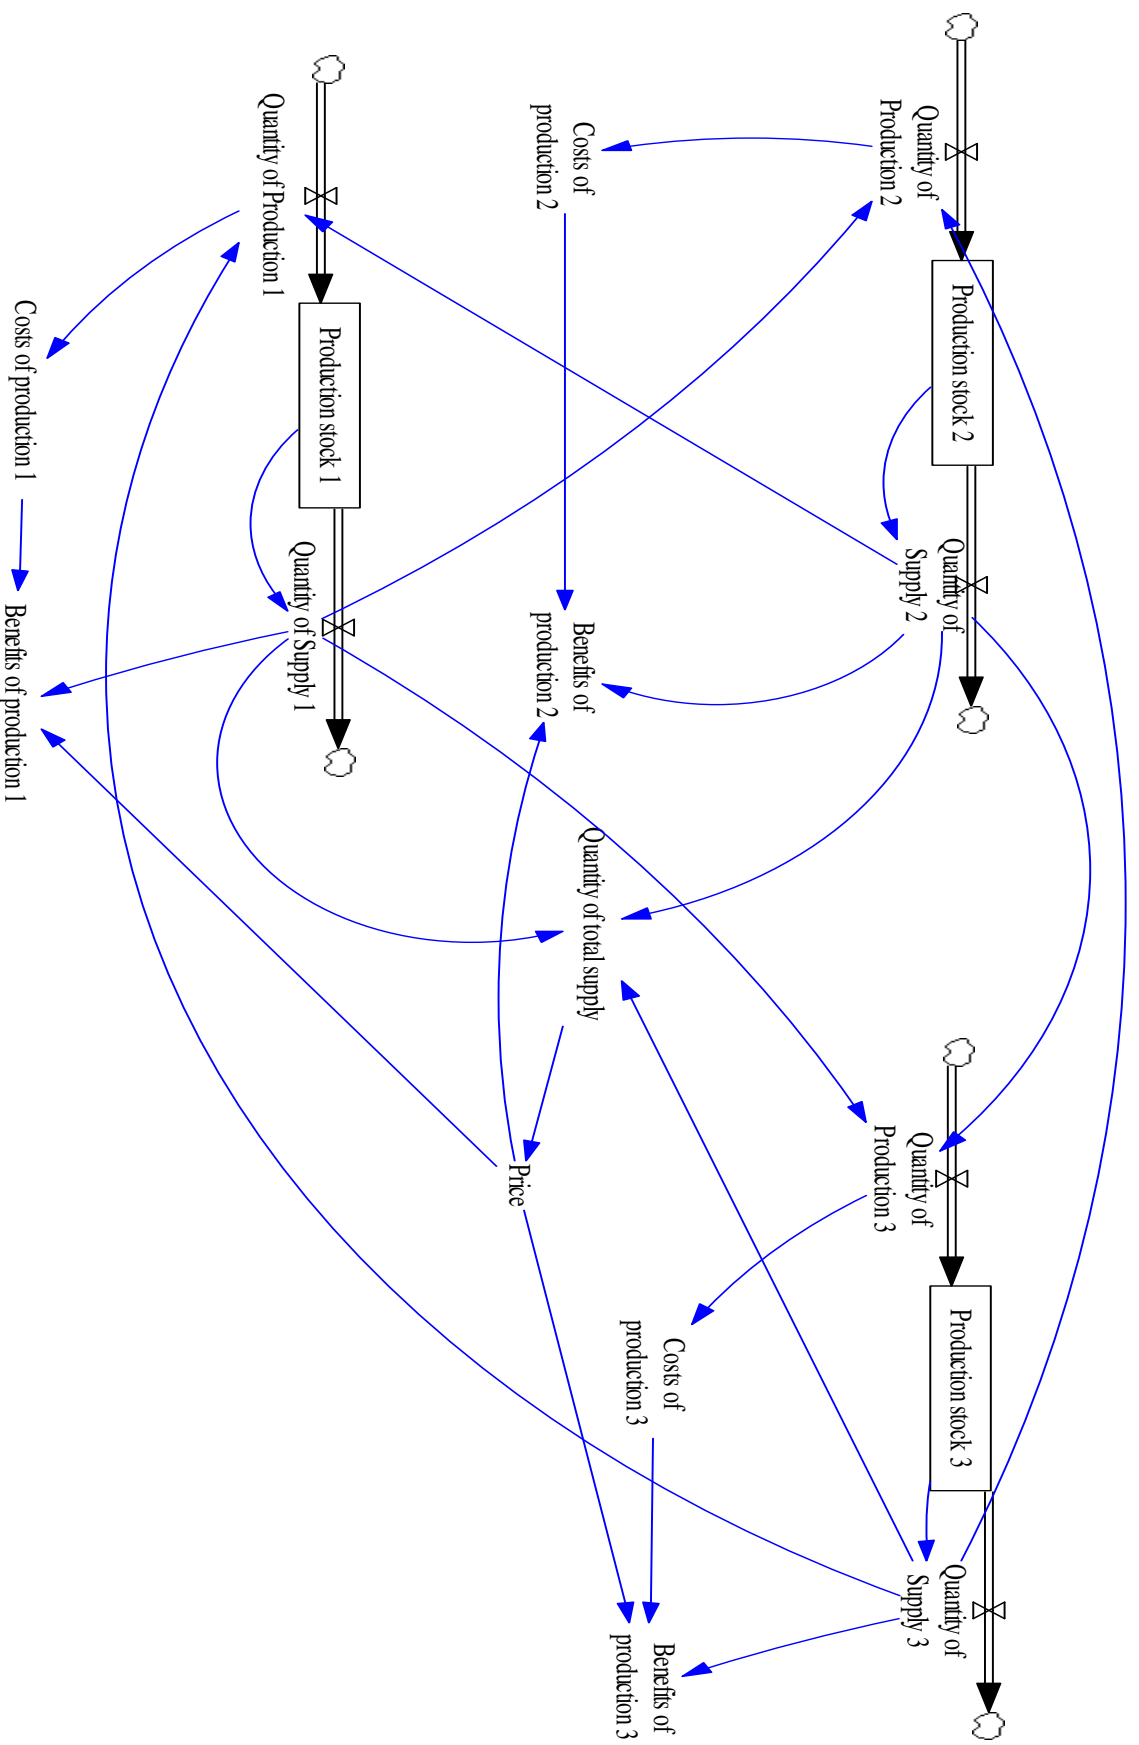 Quantity of
Production 2
Production stock 2
Quantity of
Supply 2
Quantity of
Production 3
Production stock 3
Quantity of
Supply 3
Costs of
production 2
Benefits of
production 2
Quantity of total supply
Price
Costs of
production 3
Benefits of
production 3
Quantity of Production 1
Production stock 1
Quantity of Supply 1
Costs of production 1
Benefits of production 1